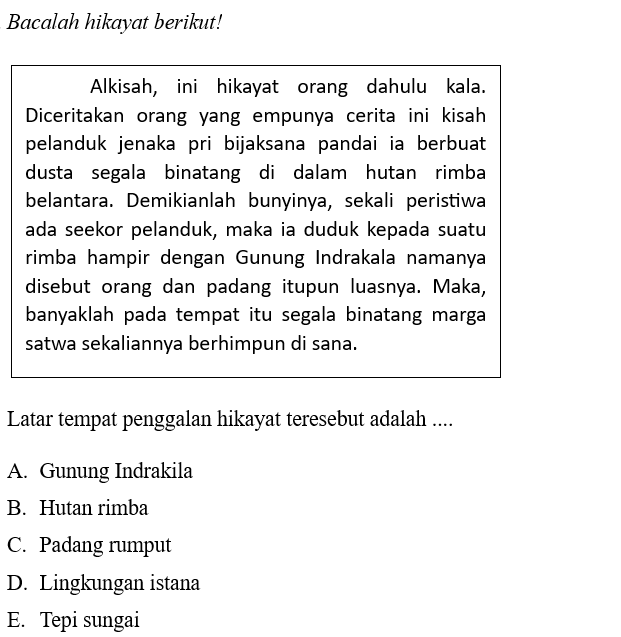 Bacalah hikayat berikut!
Alkisah, ini hikayat orang dahulu kala.
Diceritakan orang yang empunya cerita ini kisah
pelanduk jenaka pri bijaksana pandai ia berbuat
dusta segala binatang di dalam hutan rimba
belantara. Demikianlah bunyinya, sekali peristiwa
ada seekor pelanduk, maka ia duduk kepada suatu
rimba hampir dengan Gunung Indrakala namanya
disebut orang dan padang itupun luasnya. Maka,
banyaklah pada tempat itu segala binatang marga
satwa sekaliannya berhimpun di sana.
Latar tempat penggalan hikayat teresebut adalah ....
A. Gunung Indrakila
B. Hutan rimba
C. Padang rumput
D. Lingkungan istana
E. Tepi sungai